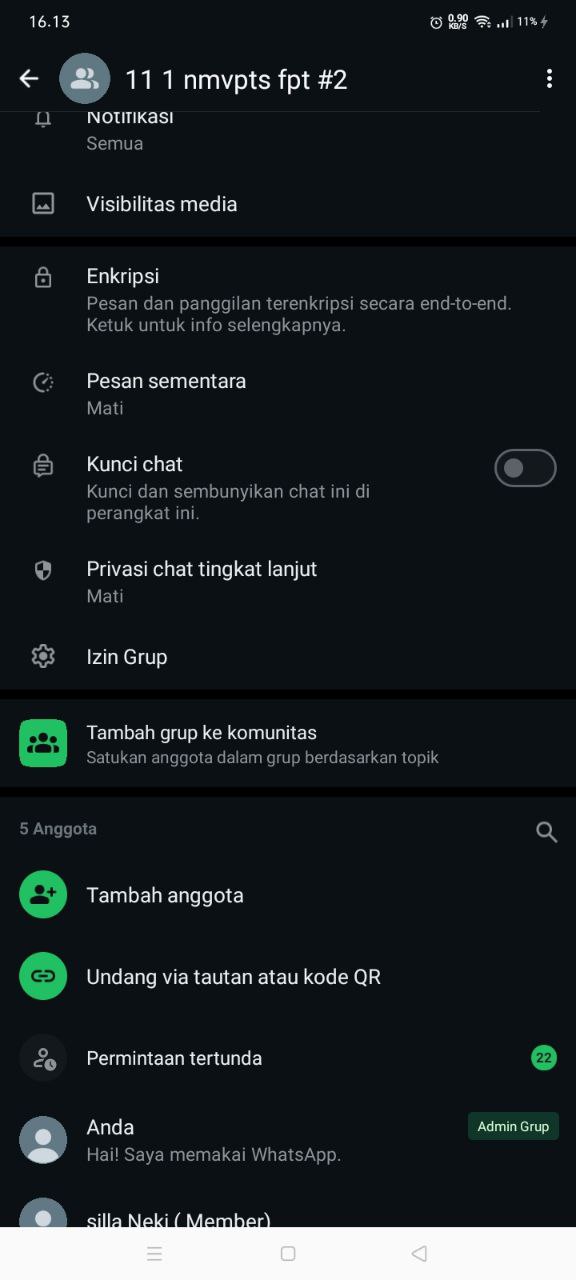 16.13
0.90
KB/S
11%
11 1 nmvpts fpt #2
Notifikasi
Semua
Visibilitas media
Enkripsi
Pesan dan panggilan terenkripsi secara end-to-end.
Ketuk untuk info selengkapnya.
Pesan sementara
Mati
Kunci chat
Kunci dan sembunyikan chat ini di
perangkat ini.
Privasi chat tingkat lanjut
Mati
Izin Grup
Tambah grup ke komunitas
Satukan anggota dalam grup berdasarkan topik
5 Anggota
Tambah anggota
Undang via tautan atau kode QR
Permintaan tertunda
22
Anda
Admin Grup
Hai! Saya memakai WhatsApp.
silla Neki ( Member)